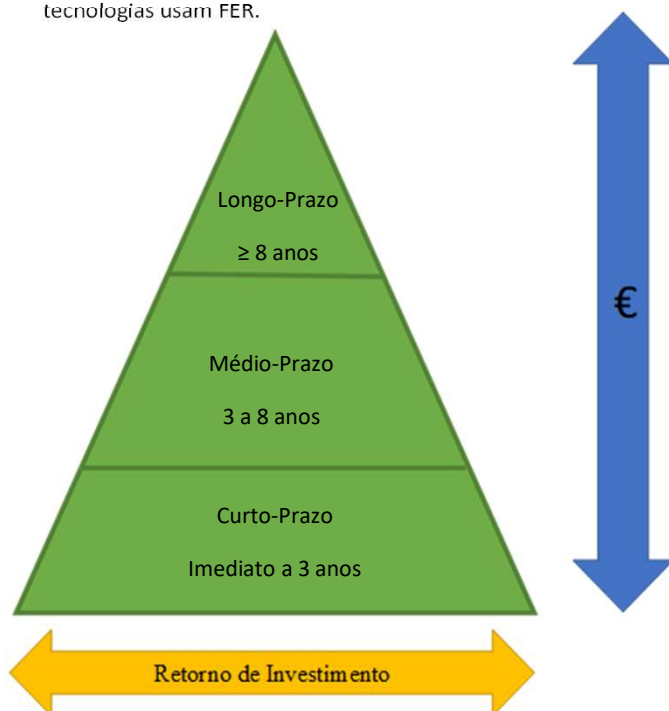 tecnologias usam FER.
Longo-Prazo
≥ 8 anos
€
Médio-Prazo
3 a 8 anos
Curto-Prazo
Imediato a 3 anos
Retorno de Investimento